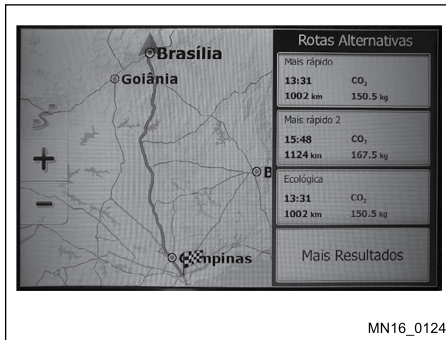 Brasília
Goiânia
B
mpinas
+
-
Rotas Alternativas
Mais rápido
13:31 CO₂
1002 km 150.5 kg
Mais rápido 2
15:48 CO₂
1124 km 167.5 kg
Ecológica
13:31 CO₂
1002 km 150.5 kg
Mais Resultados
MN16_0124